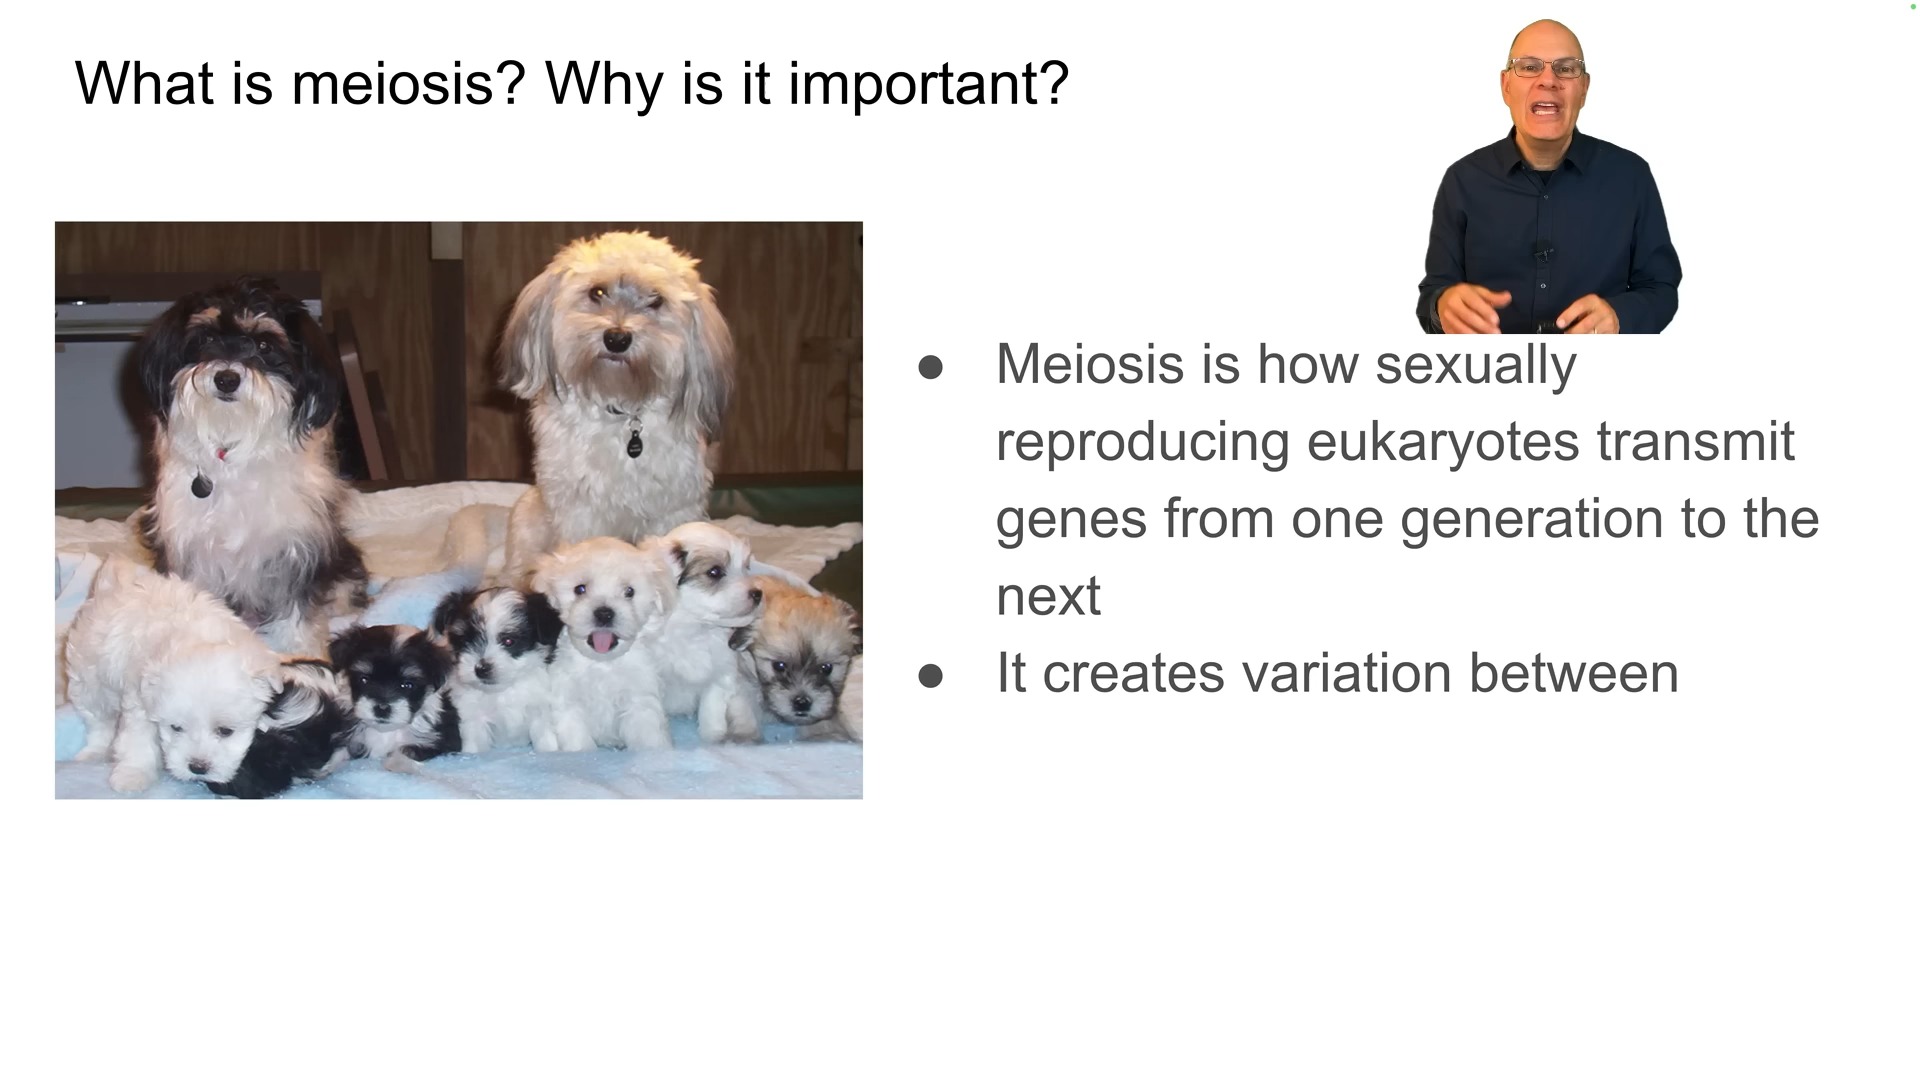 What is meiosis? Why is it important?
● Meiosis is how sexually
reproducing eukaryotes transmit
genes from one generation to the
next
● It creates variation between